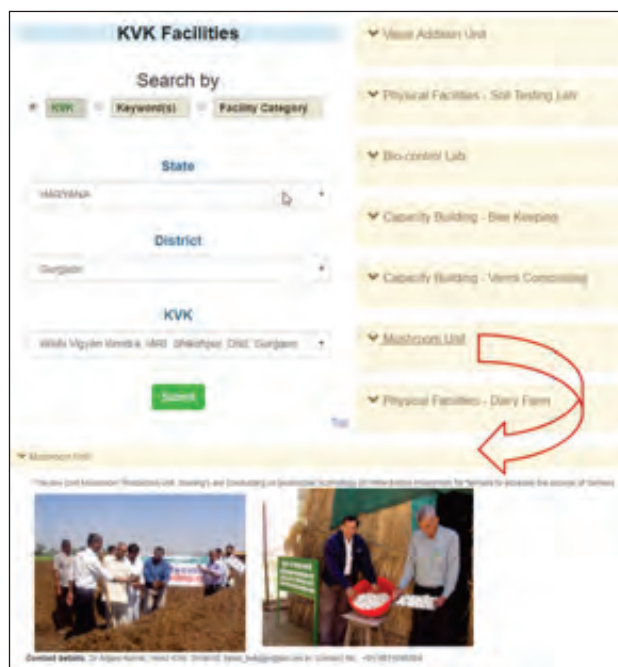 KVK Facilities
Search by
KVK Keyword(s) Facility Category
State
HARYANA
District
Gurgaon
KVK
Krishi Vigyan Kendra, IARI, Shikohpur, Distt. Gurgaon
Submit
Top
Value Addition Unit
Physical Facilities - Soil Testing Lab
Bio-control Lab
Capacity Building - Bee Keeping
Capacity Building - Vermi Composting
Mushroom Unit
Physical Facilities - Dairy Farm
Mushroom Unit
Contact details: